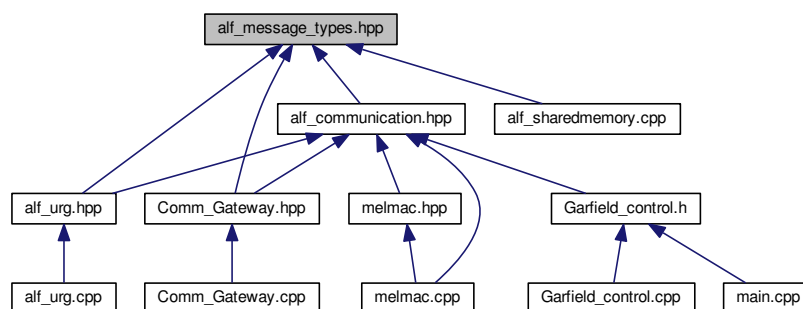 alf_message_types.hpp
alf_communication.hpp
alf_sharedmemory.cpp
alf_urg.hpp
Comm_Gateway.hpp
melmac.hpp
Garfield_control.h
alf_urg.cpp
Comm_Gateway.cpp
melmac.cpp
Garfield_control.cpp
main.cpp